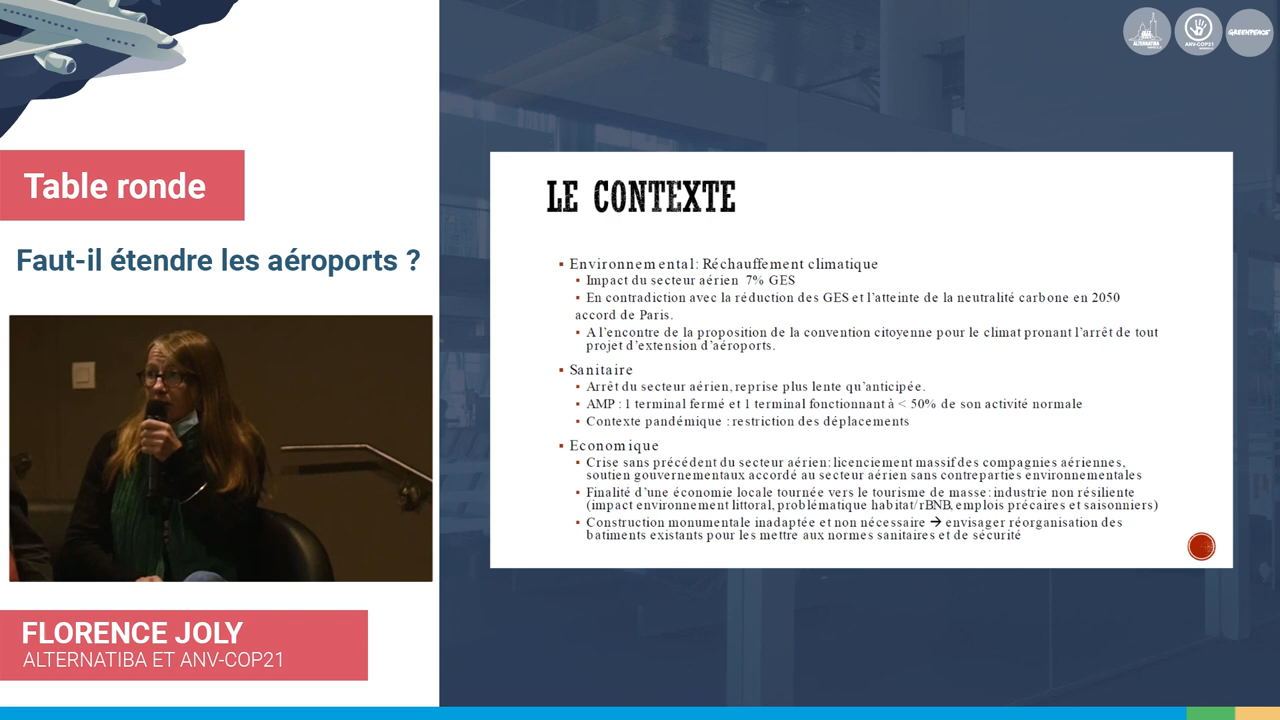 ALTERNATIBA
ANV-COP21
GREENPEACE
Table ronde
Faut-il étendre les aéroports ?
LE CONTEXTE
▪ Environnemental : Réchauffement climatique
▪ Impact du secteur aérien 7% GES
▪ En contradiction avec la réduction des GES et l’atteinte de la neutralité carbone en 2050
accord de Paris.
▪ A l’encontre de la proposition de la convention citoyenne pour le climat pronant l’arrêt de tout
projet d’extension d’aéroports.
▪ Sanitaire
▪ Arrêt du secteur aérien, reprise plus lente qu’anticipée.
▪ AMP : 1 terminal fermé et 1 terminal fonctionnant à < 50% de son activité normale
▪ Contexte pandémique : restriction des déplacements
▪ Economique
▪ Crise sans précédent du secteur aérien: licenciement massif des compagnies aériennes,
soutien gouvernementaux accordé au secteur aérien sans contreparties environnementales
▪ Finalité d’une économie locale tournée vers le tourisme de masse: industrie non résiliente
(impact environnement littoral, problématique habitat/rBNB, emplois précaires et saisonniers)
▪ Construction monumentale inadaptée et non nécessaire → envisager réorganisation des
batiments existants pour les mettre aux normes sanitaires et de sécurité
FLORENCE JOLY
ALTERNATIBA ET ANV-COP21